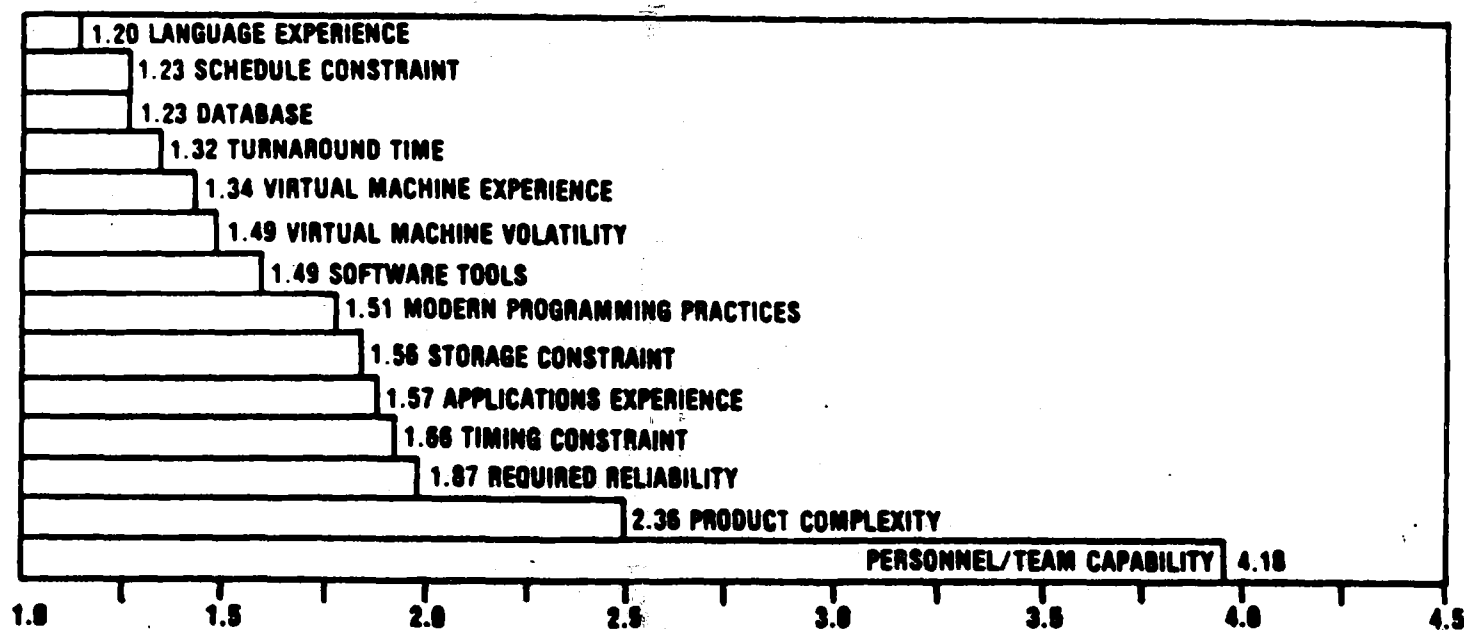 1.20 LANGUAGE EXPERIENCE
1.23 SCHEDULE CONSTRAINT
1.23 DATABASE
1.32 TURNAROUND TIME
1.34 VIRTUAL MACHINE EXPERIENCE
1.49 VIRTUAL MACHINE VOLATILITY
1.49 SOFTWARE TOOLS
1.51 MODERN PROGRAMMING PRACTICES
1.56 STORAGE CONSTRAINT
1.57 APPLICATIONS EXPERIENCE
1.66 TIMING CONSTRAINT
1.87 REQUIRED RELIABILITY
2.36 PRODUCT COMPLEXITY
PERSONNEL/TEAM CAPABILITY 4.18
1.0 1.5 2.0 2.5 3.0 3.5 4.0 4.5